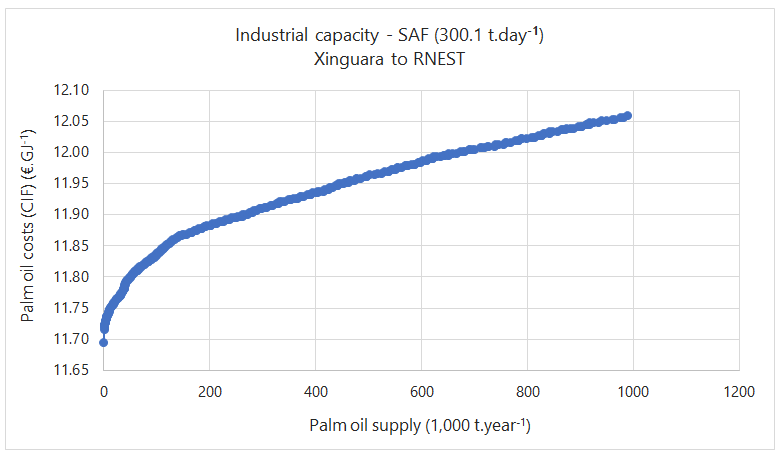 Industrial capacity - SAF (300.1 t.day⁻¹)
Xinguara to RNEST
Palm oil costs (CIF) (€.GJ⁻¹)
12.10
12.05
12.00
11.95
11.90
11.85
11.80
11.75
11.70
11.65
0 200 400 600 800 1000 1200
Palm oil supply (1,000 t.year⁻¹)